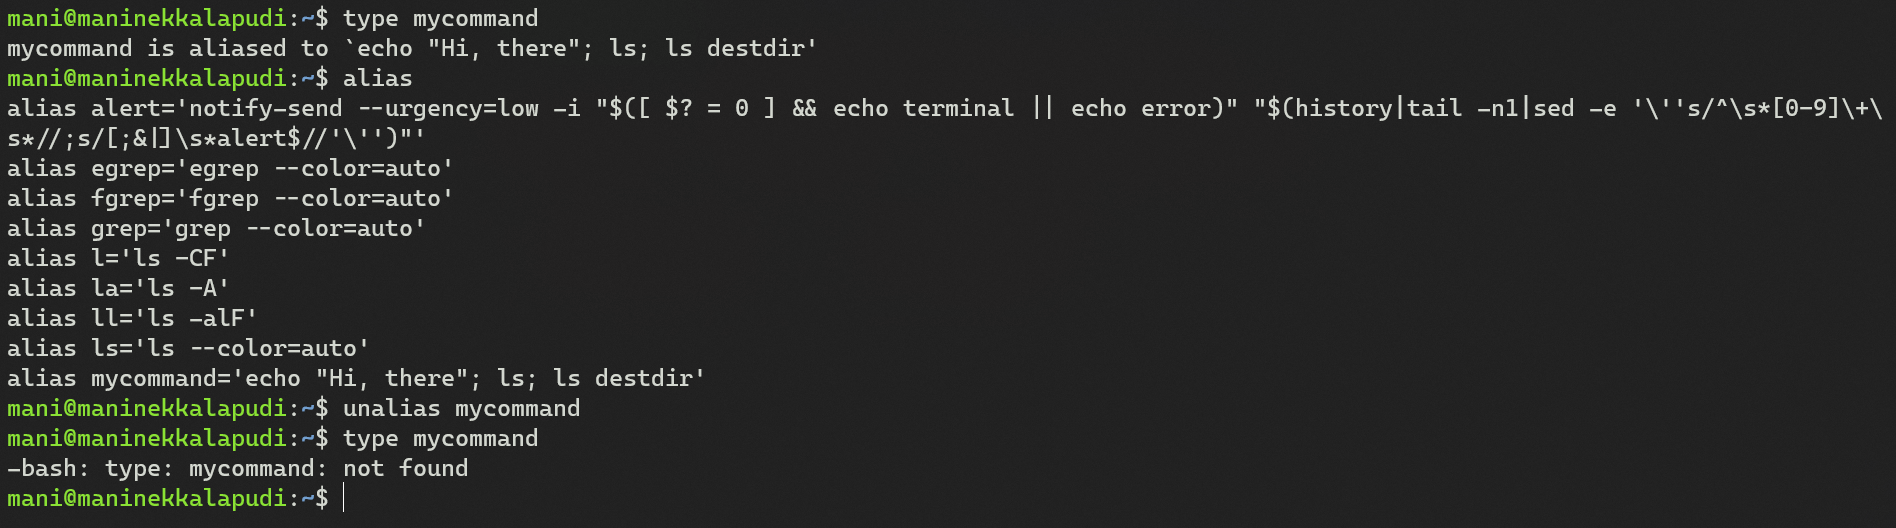 mani@maninekkalapudi:~$ type mycommand
mycommand is aliased to `echo "Hi, there"; ls; ls destdir'
mani@maninekkalapudi:~$ alias
alias alert='notify-send --urgency=low -i "$([ $? = 0 ] && echo terminal || echo error)" "$(history|tail -n1|sed -e '\''s/^\s*[0-9]\+\
s*//;s/[;&|]\s*alert$//'\'')"'
alias egrep='egrep --color=auto'
alias fgrep='fgrep --color=auto'
alias grep='grep --color=auto'
alias l='ls -CF'
alias la='ls -A'
alias ll='ls -alF'
alias ls='ls --color=auto'
alias mycommand='echo "Hi, there"; ls; ls destdir'
mani@maninekkalapudi:~$ unalias mycommand
mani@maninekkalapudi:~$ type mycommand
-bash: type: mycommand: not found
mani@maninekkalapudi:~$